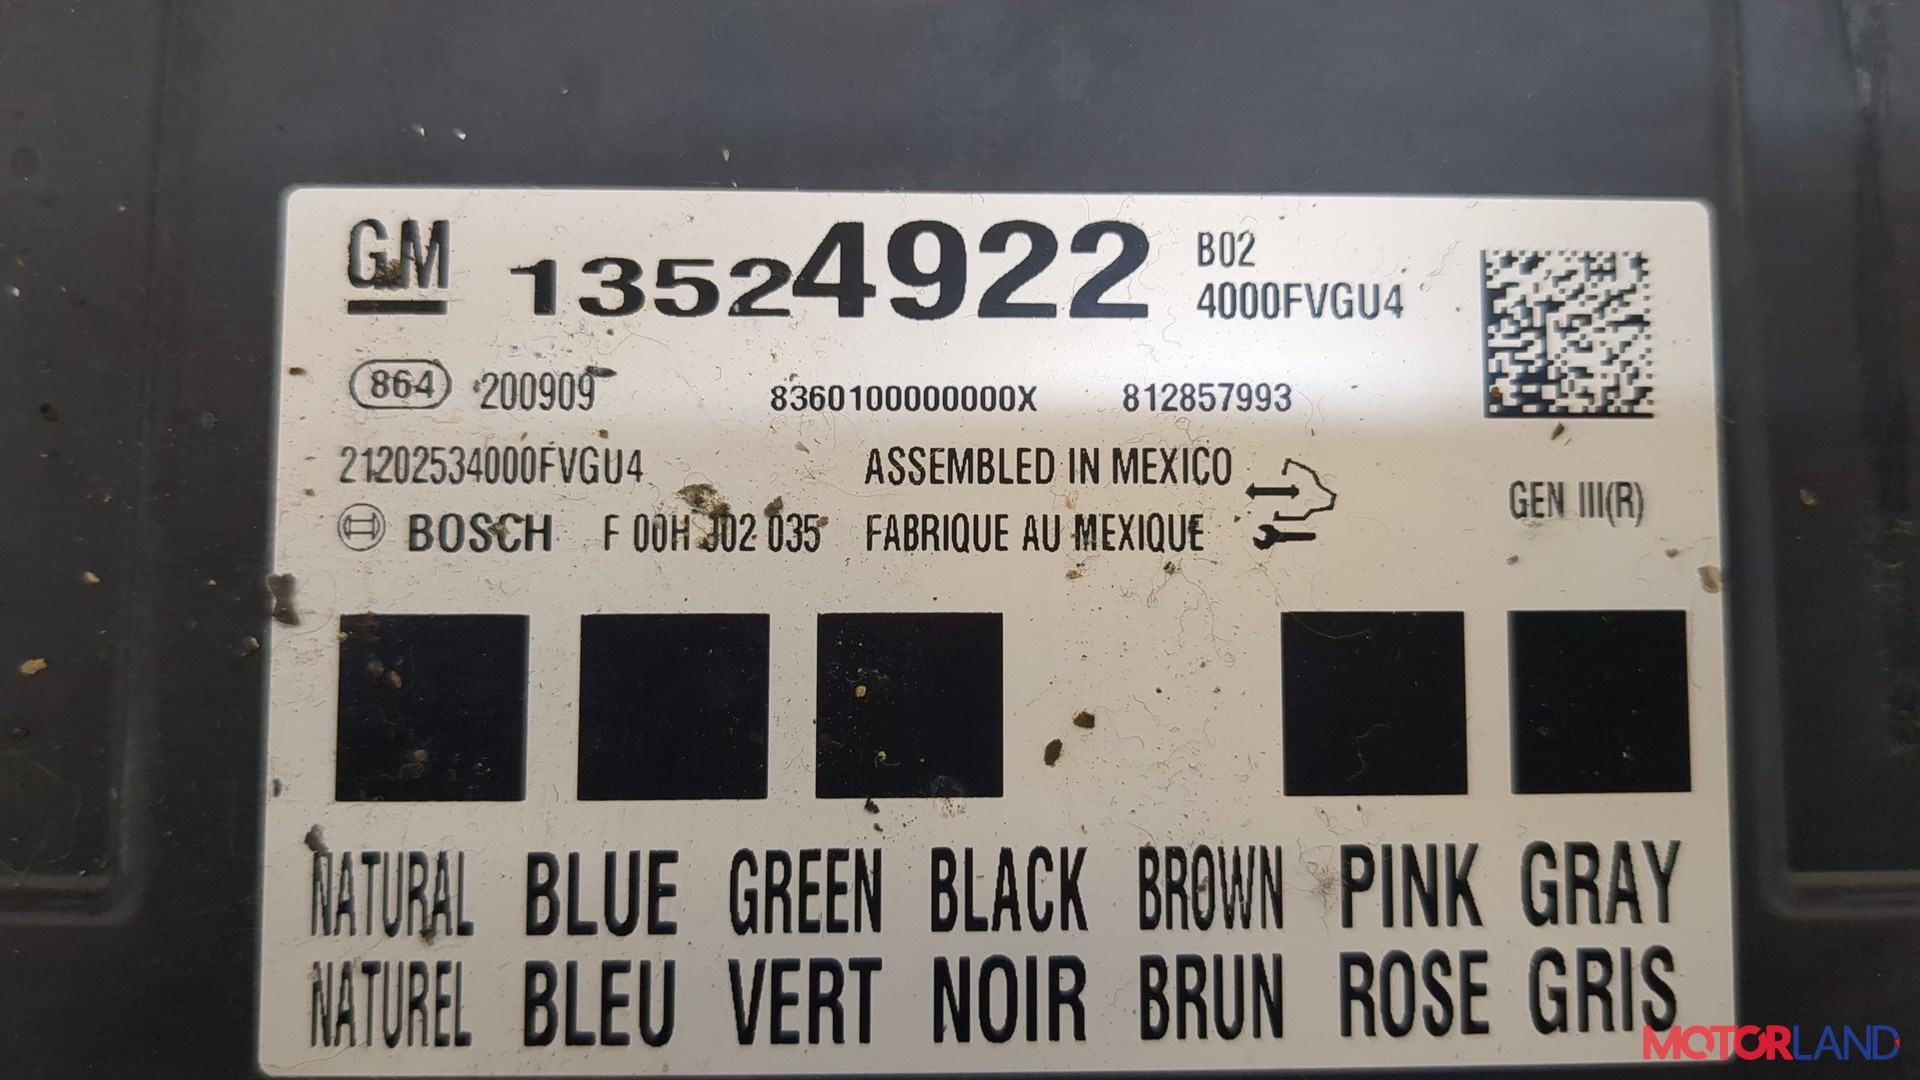 GM 13524922 B02
4000FVGU4
864 200909 8360100000000X 812857993
21202534000FVGU4 ASSEMBLED IN MEXICO GEN III(R)
BOSCH F 00H J02 035 FABRIQUE AU MEXIQUE
NATURAL BLUE GREEN BLACK BROWN PINK GRAY
NATUREL BLEU VERT NOIR BRUN ROSE GRIS
MOTORLAND